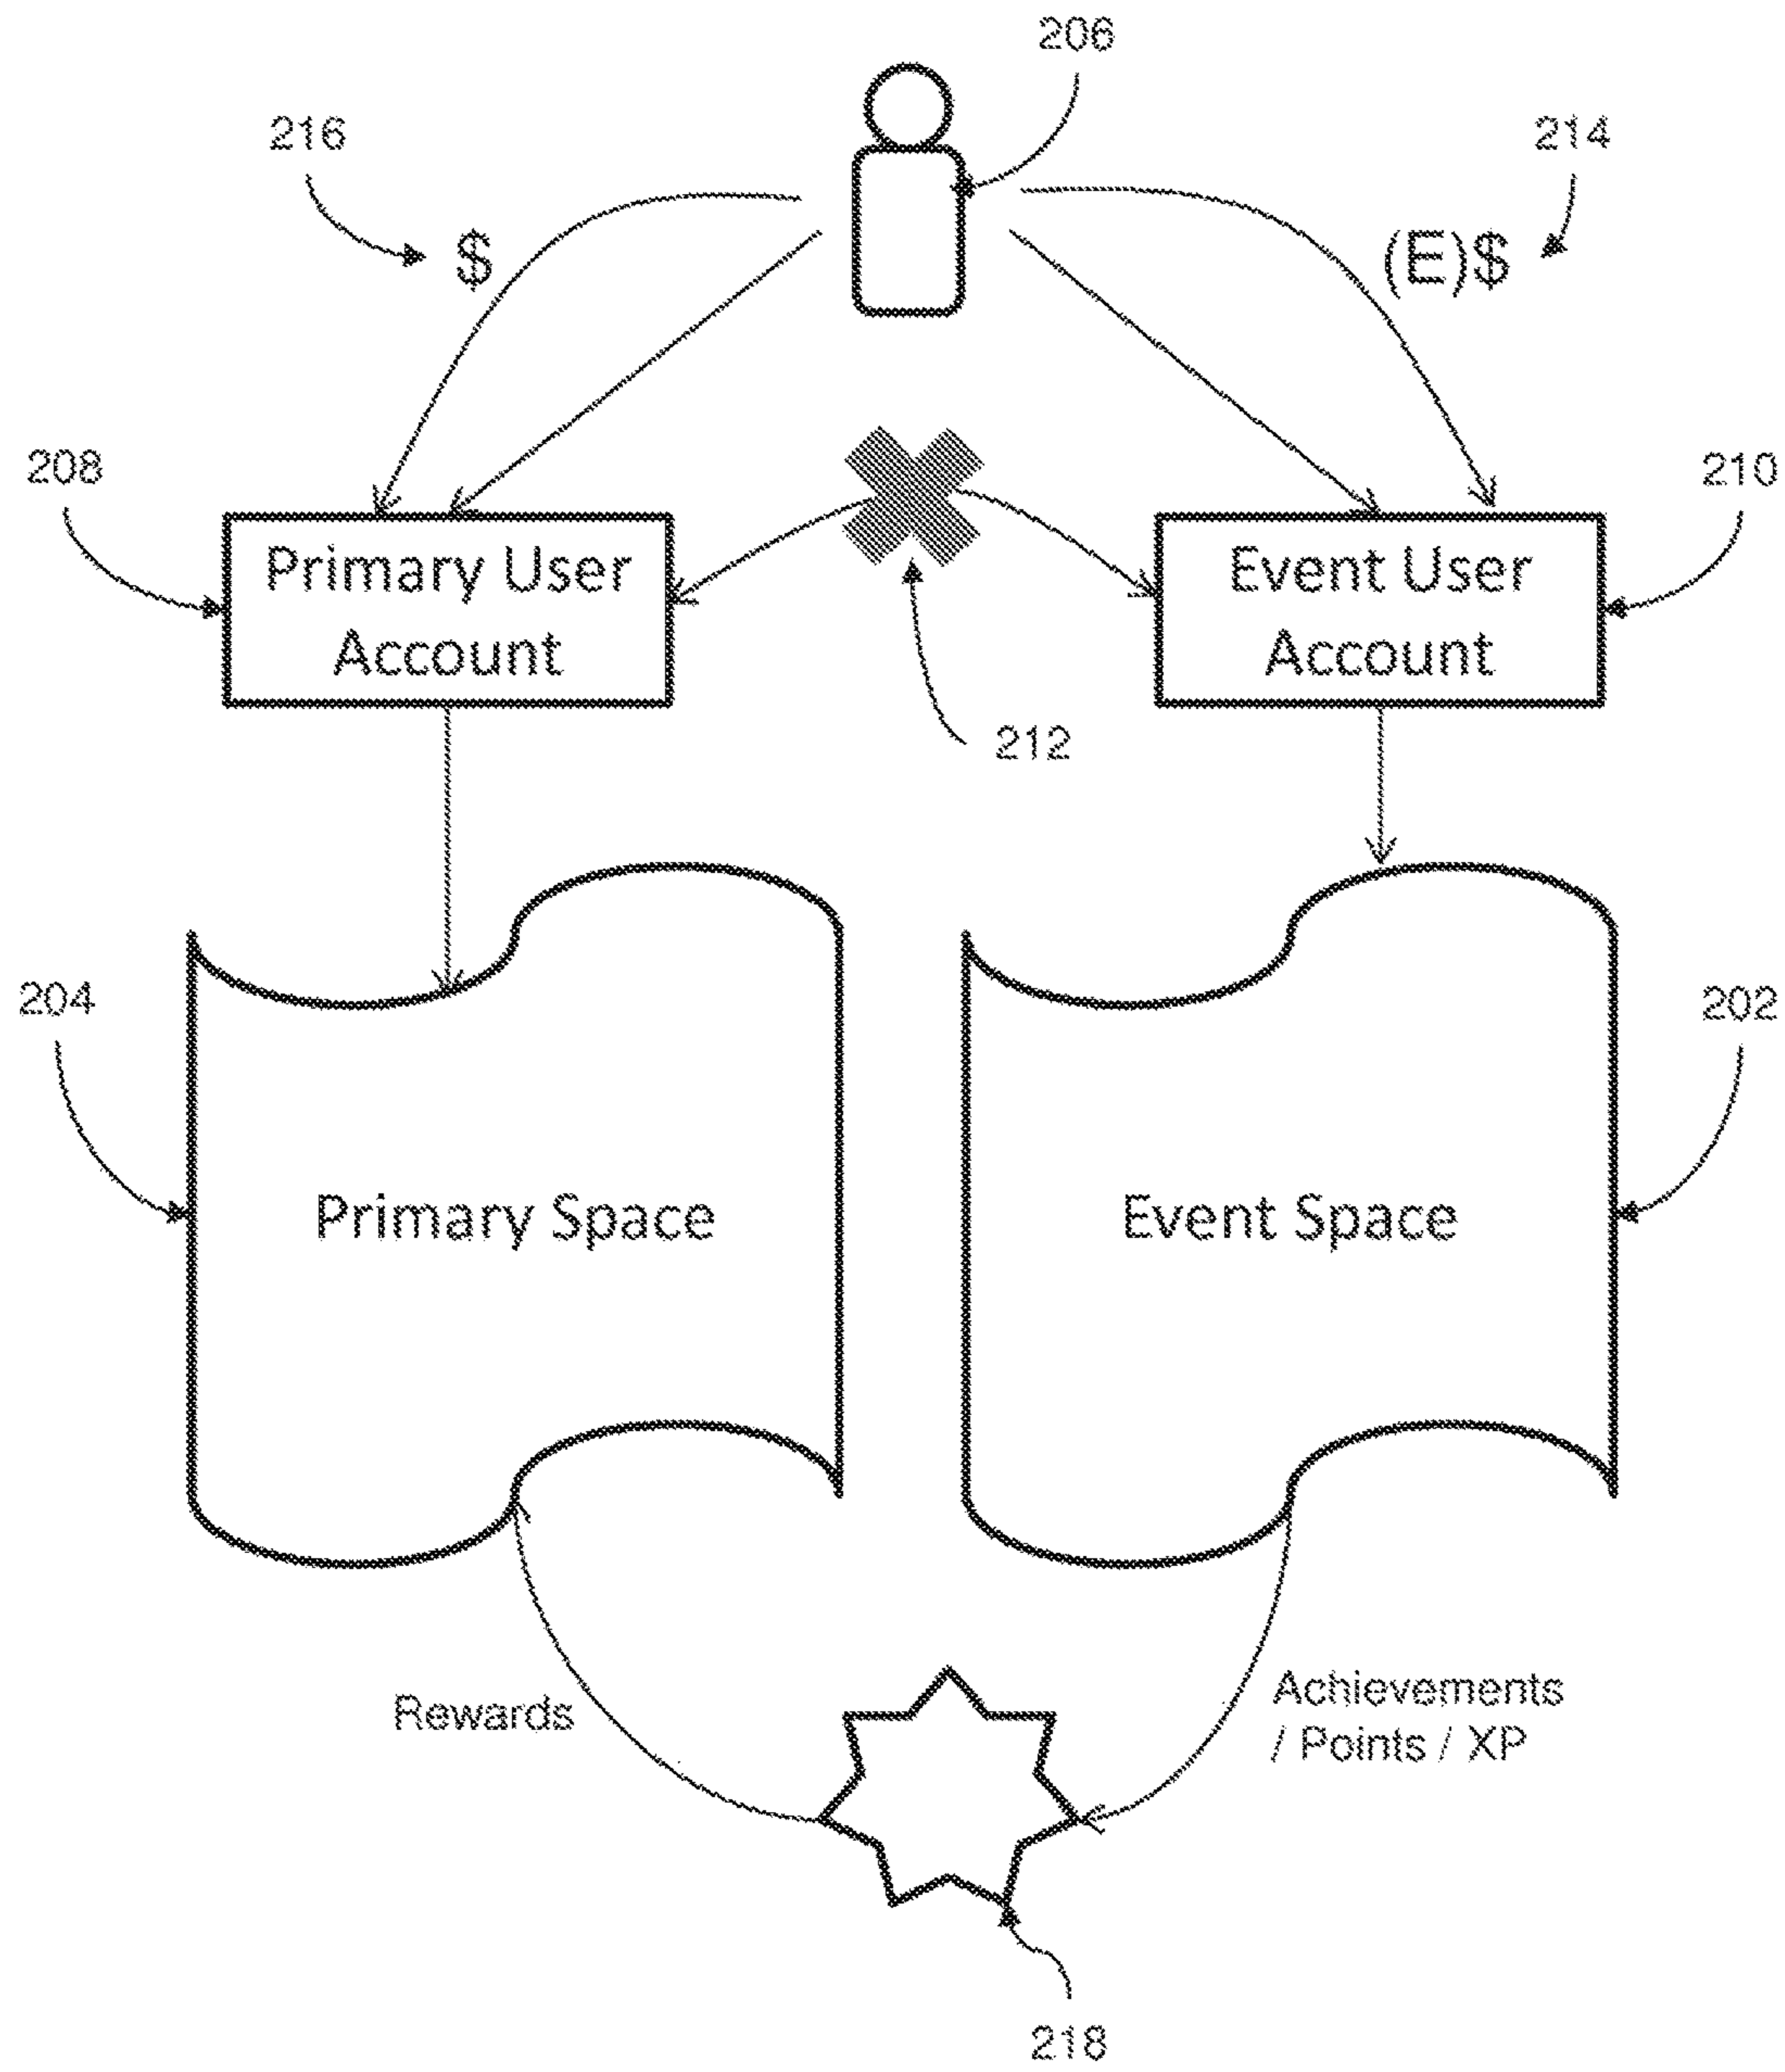 206
216
214
$
(E)$
208
210
Primary User
Account
Event User
Account
212
204
202
Primary Space
Event Space
Rewards
Achievements
/ Points / XP
218